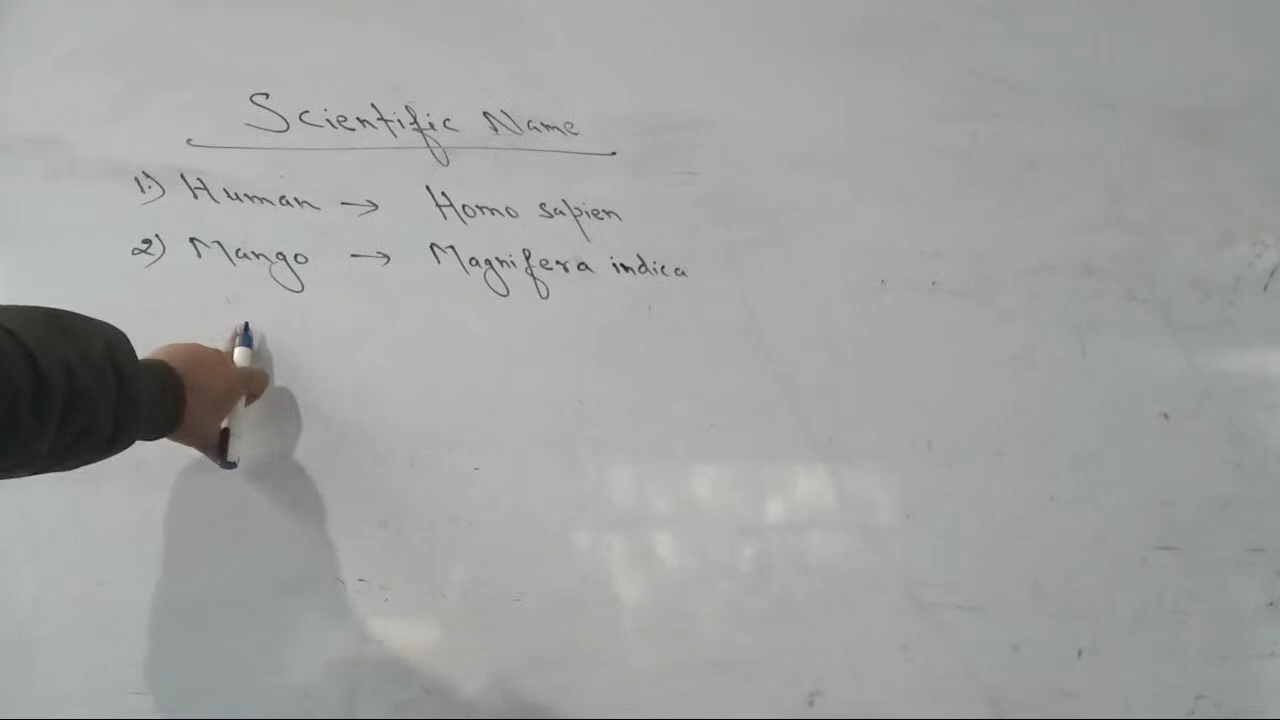 Scientific Name
1.) Human → Homo sapien
2) Mango → Magnifera indica